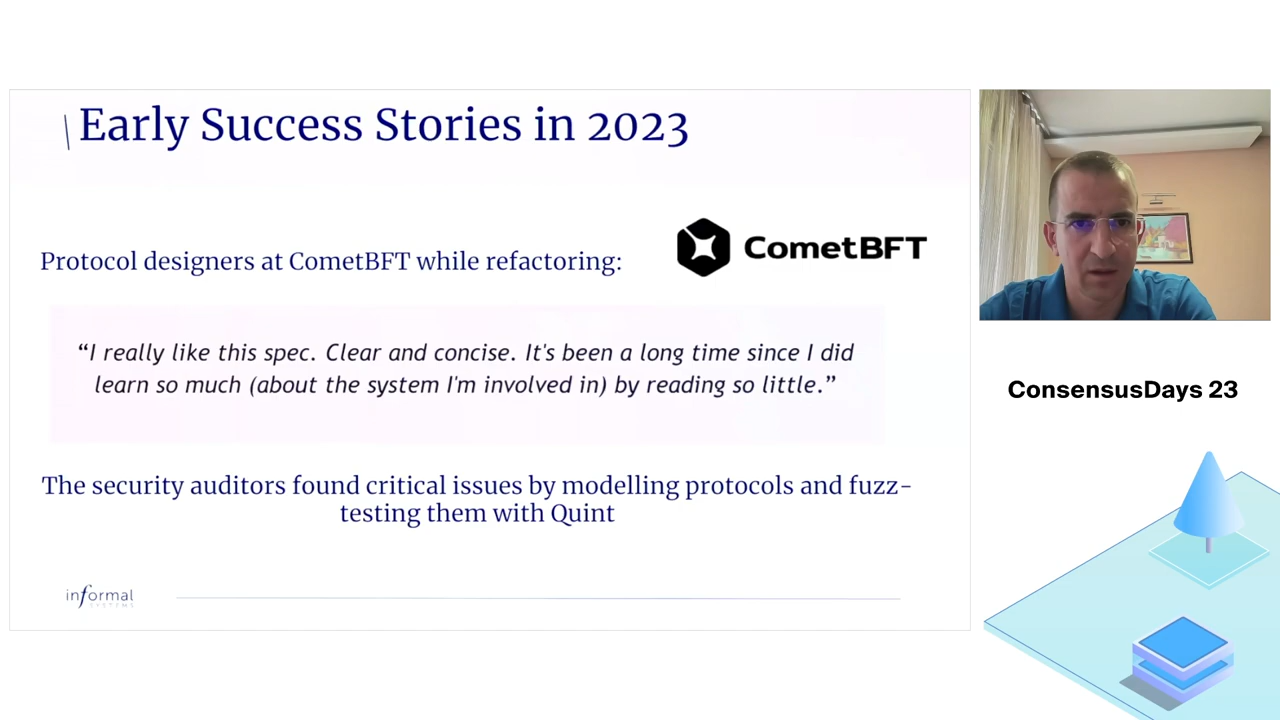 Early Success Stories in 2023
Protocol designers at CometBFT while refactoring:
CometBFT
“I really like this spec. Clear and concise. It's been a long time since I did
learn so much (about the system I'm involved in) by reading so little.”
The security auditors found critical issues by modelling protocols and fuzz-
testing them with Quint
informal
SYSTEMS
ConsensusDays 23